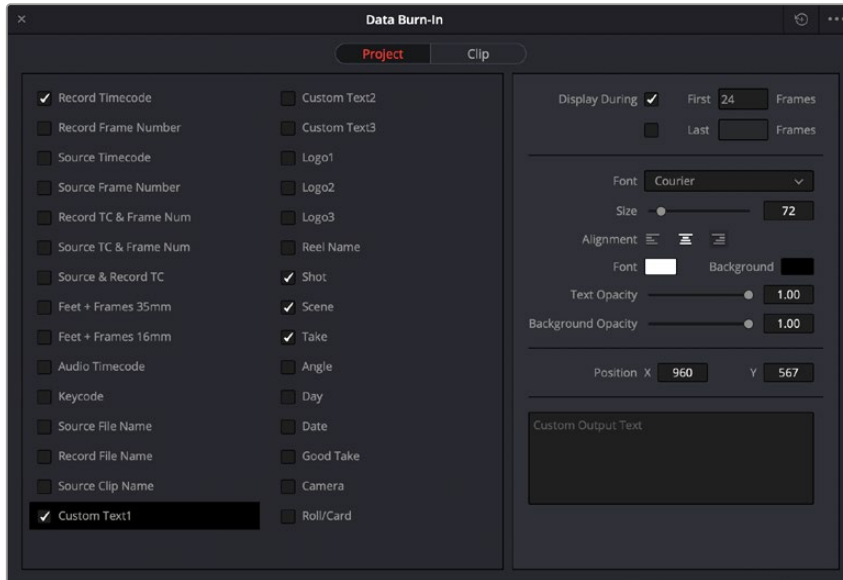 Data Burn-In
Project Clip
Record Timecode
Record Frame Number
Source Timecode
Source Frame Number
Record TC & Frame Num
Source TC & Frame Num
Source & Record TC
Feet + Frames 35mm
Feet + Frames 16mm
Audio Timecode
Keycode
Source File Name
Record File Name
Source Clip Name
Custom Text1
Custom Text2
Custom Text3
Logo1
Logo2
Logo3
Reel Name
Shot
Scene
Take
Angle
Day
Date
Good Take
Camera
Roll/Card
Display During First 24 Frames
Last Frames
Font Courier
Size 72
Alignment
Font Background
Text Opacity 1.00
Background Opacity 1.00
Position X 960 Y 567
Custom Output Text